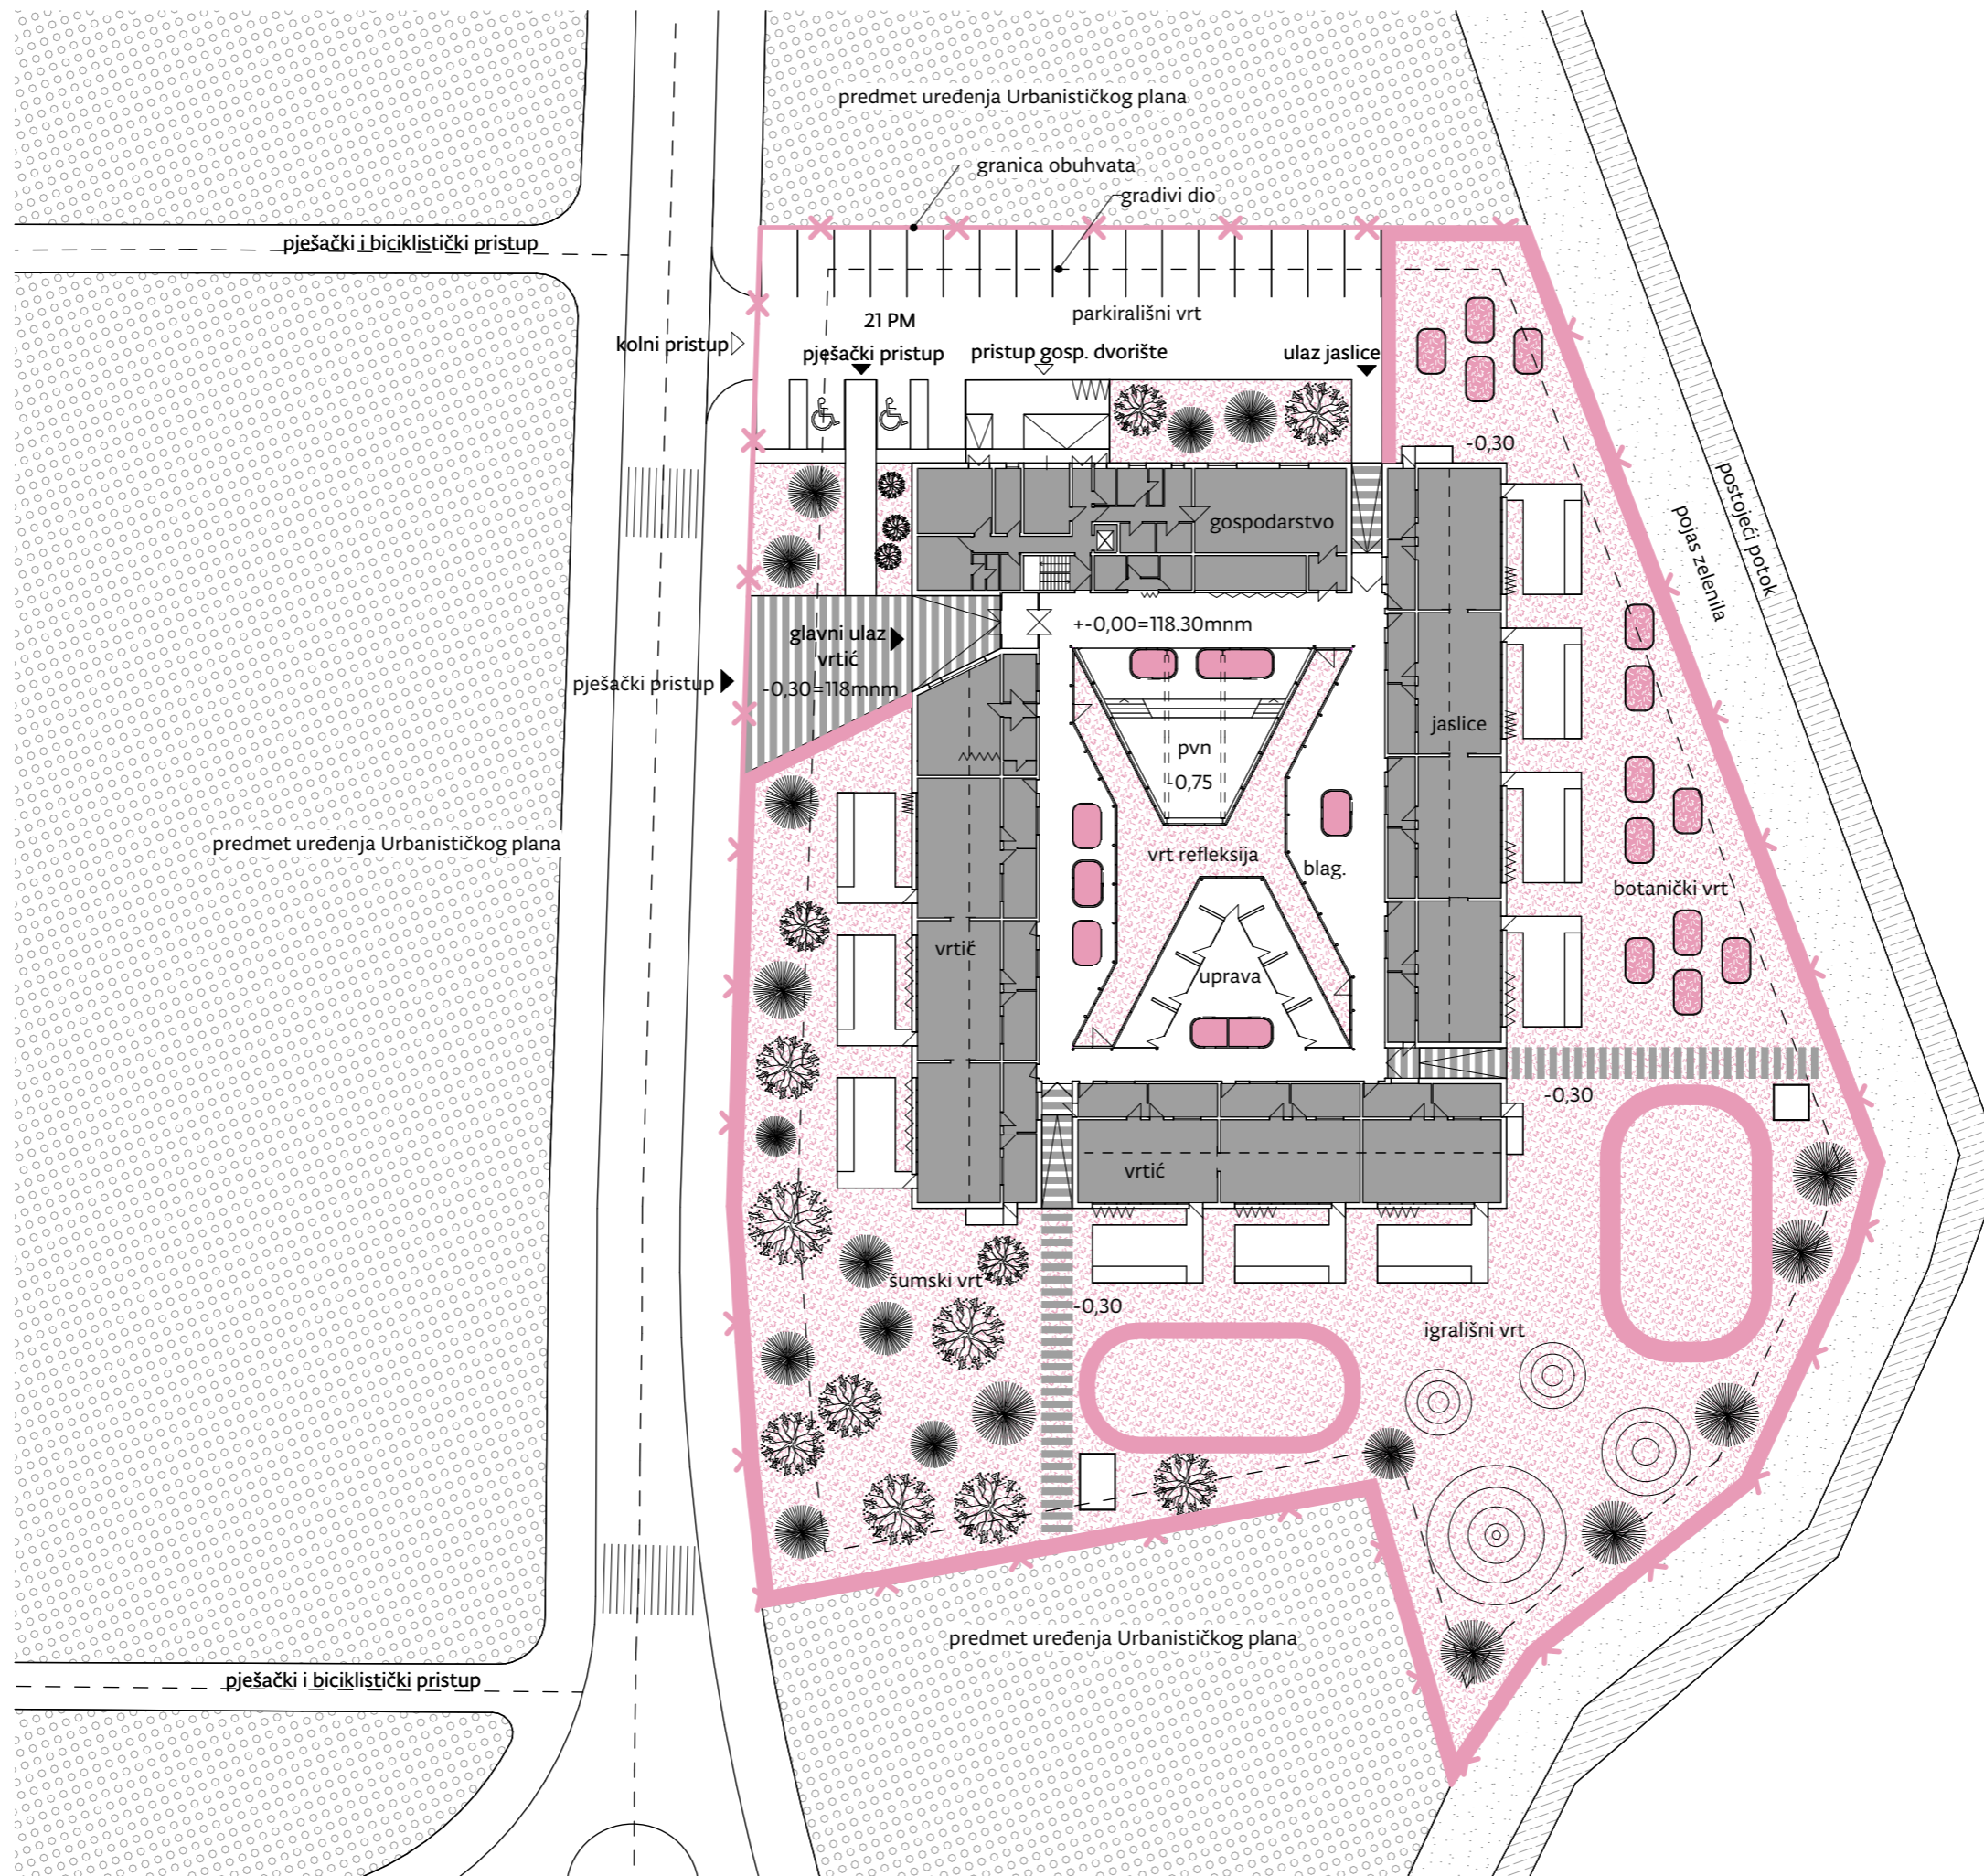 predmet uređenja Urbanističkog plana
granica obuhvata
gradivi dio
pješački i biciklistički pristup
parkirališni vrt
21 PM
kolni pristup
pješački pristup
pristup gosp. dvorište
ulaz jaslice
-0,30
postojeći potok
pojas zelenila
gospodarstvo
+-0,00=118.30mnm
glavni ulaz
vrtić
-0,30=118mnm
pješački pristup
jaslice
pvn
-0,75
predmet uređenja Urbanističkog plana
vrt refleksija
blag.
botanički vrt
vrtić
uprava
-0,30
vrtić
šumski vrt
-0,30
igrališni vrt
predmet uređenja Urbanističkog plana
pješački i biciklistički pristup